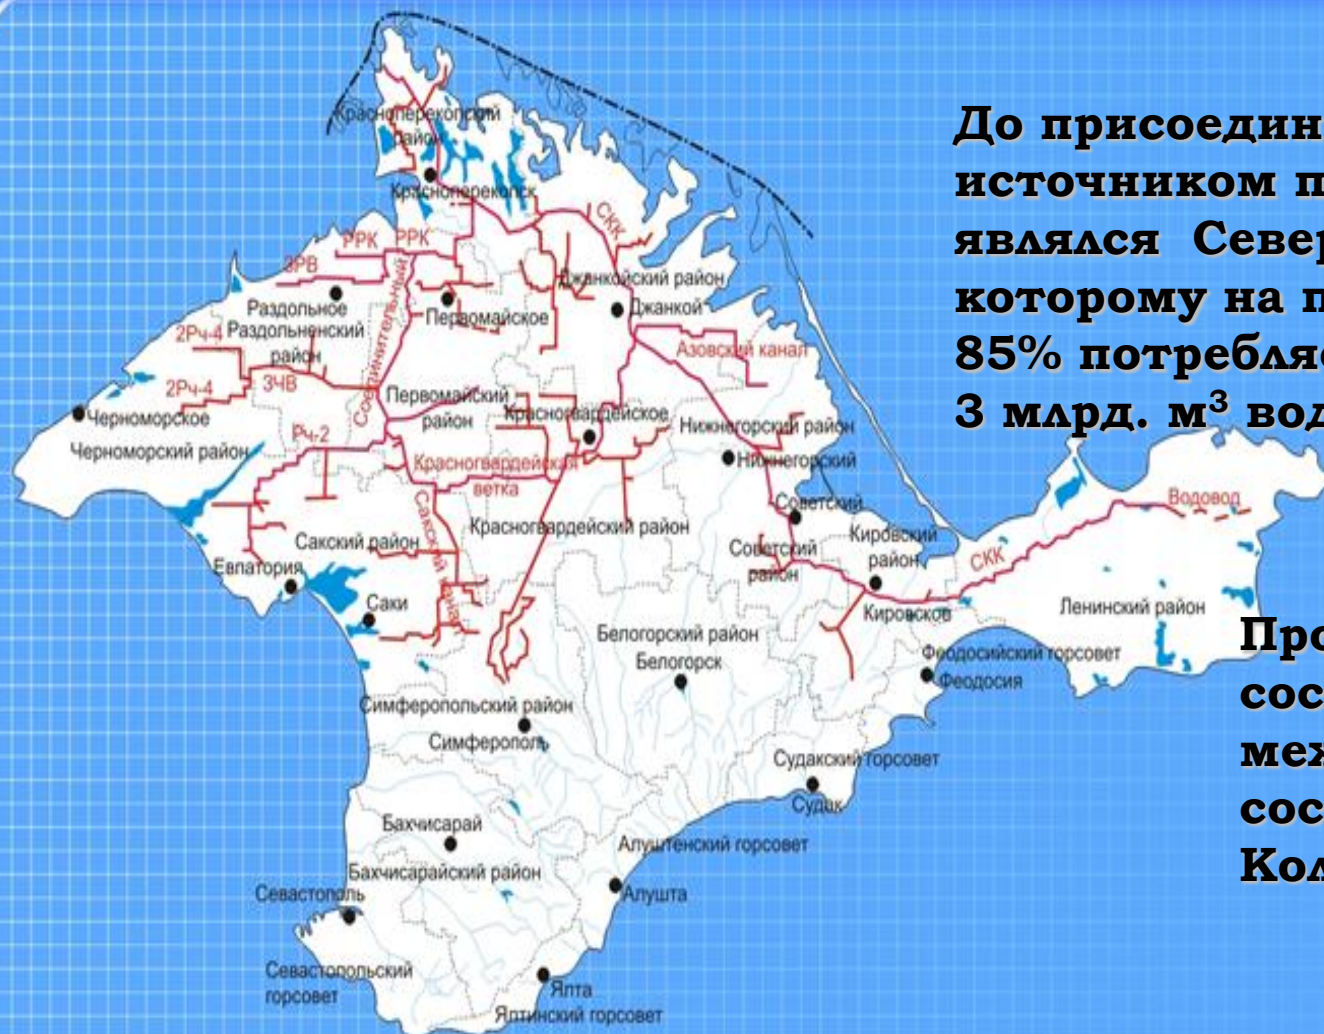 До присоедин
источником п
являлся Север
которому на п
85% потребляе
3 млрд. м³ вод
Про
сос
меж
сос
Кол
Красноперекопский
район
Красноперекопск
СКК
РРК РРК
ЗРВ
Джанкойский район
Джанкой
Раздольное
Раздольненский
район
Первомайское
Соединительный
2Рч-4
Азовский канал
2Рч-4
ЗЧВ
Первомайский
район
Красногвардейское
Черноморское
Нижнегорский район
Рч-2
Черноморский район
Нижнегорский
Красногвардейская
ветка
Водовод
Советский
Сакский канал
Красногвардейский район
Кировский
район
Сакский район
Советский
район
СКК
Евпатория
Саки
Кировское
Ленинский район
Белогорский район
Белогорск
Феодосийский горсовет
Феодосия
Симферопольский район
Симферополь
Судакский горсовет
Судак
Бахчисарай
Алуштенский горсовет
Бахчисарайский район
Севастополь
Алушта
Севастопольский
горсовет
Ялта
Ялтинский горсовет